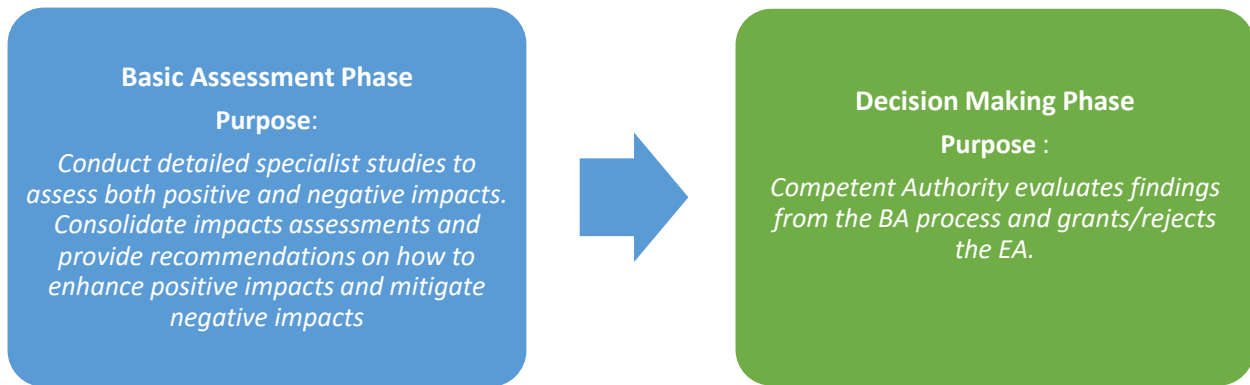 Basic Assessment Phase
Purpose:
Conduct detailed specialist studies to
assess both positive and negative impacts.
Consolidate impacts assessments and
provide recommendations on how to
enhance positive impacts and mitigate
negative impacts
Decision Making Phase
Purpose :
Competent Authority evaluates findings
from the BA process and grants/rejects
the EA.